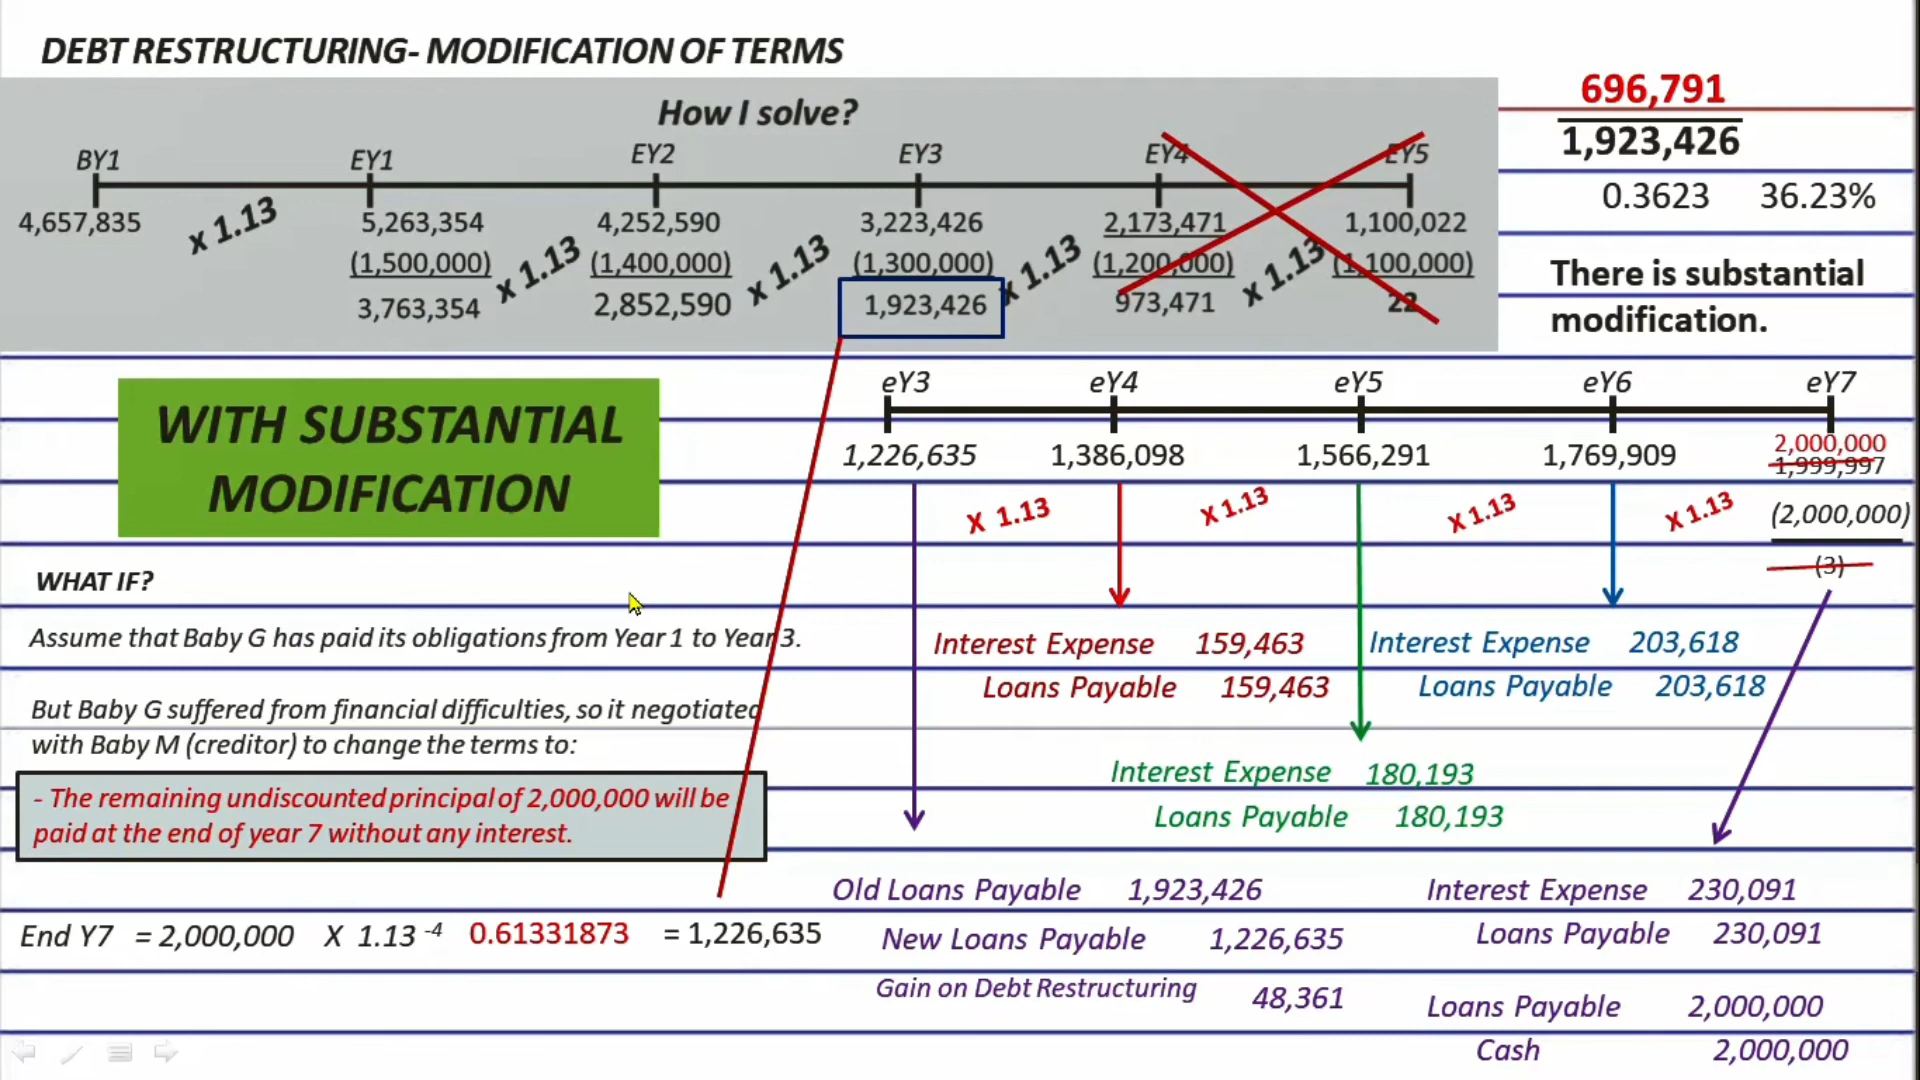 DEBT RESTRUCTURING- MODIFICATION OF TERMS
How I solve?
BY1 EY1 EY2 EY3 EY4 EY5
4,657,835 5,263,354 4,252,590 3,223,426 2,173,471 1,100,022
x 1.13 x 1.13 x 1.13 x 1.13 x 1.13
(1,500,000) (1,400,000) (1,300,000) (1,200,000) (1,100,000)
3,763,354 2,852,590 1,923,426 973,471 22
696,791
1,923,426
0.3623 36.23%
There is substantial
modification.
WITH SUBSTANTIAL
MODIFICATION
eY3 eY4 eY5 eY6 eY7
2,000,000
1,226,635 1,386,098 1,566,291 1,769,909 1,999,997
X 1.13 X 1.13 X 1.13 X 1.13
(2,000,000)
(3)
WHAT IF?
Assume that Baby G has paid its obligations from Year 1 to Year 3.
But Baby G suffered from financial difficulties, so it negotiated
with Baby M (creditor) to change the terms to:
- The remaining undiscounted principal of 2,000,000 will be
paid at the end of year 7 without any interest.
End Y7 = 2,000,000 X 1.13 -4 0.61331873 = 1,226,635
Interest Expense 159,463
Loans Payable 159,463
Interest Expense 203,618
Loans Payable 203,618
Interest Expense 180,193
Loans Payable 180,193
Old Loans Payable 1,923,426
New Loans Payable 1,226,635
Gain on Debt Restructuring 48,361
Interest Expense 230,091
Loans Payable 230,091
Loans Payable 2,000,000
Cash 2,000,000